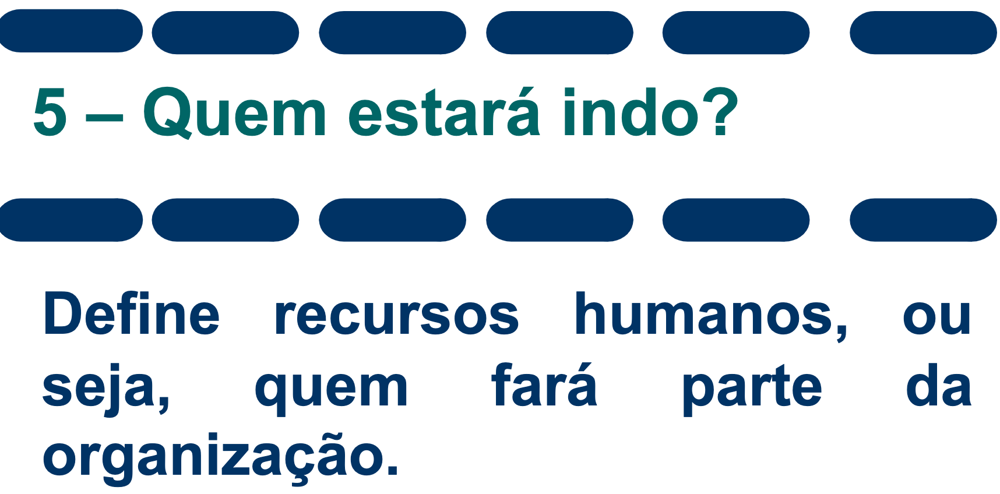 5 – Quem estará indo?
Define recursos humanos, ou
seja, quem fará parte da
organização.